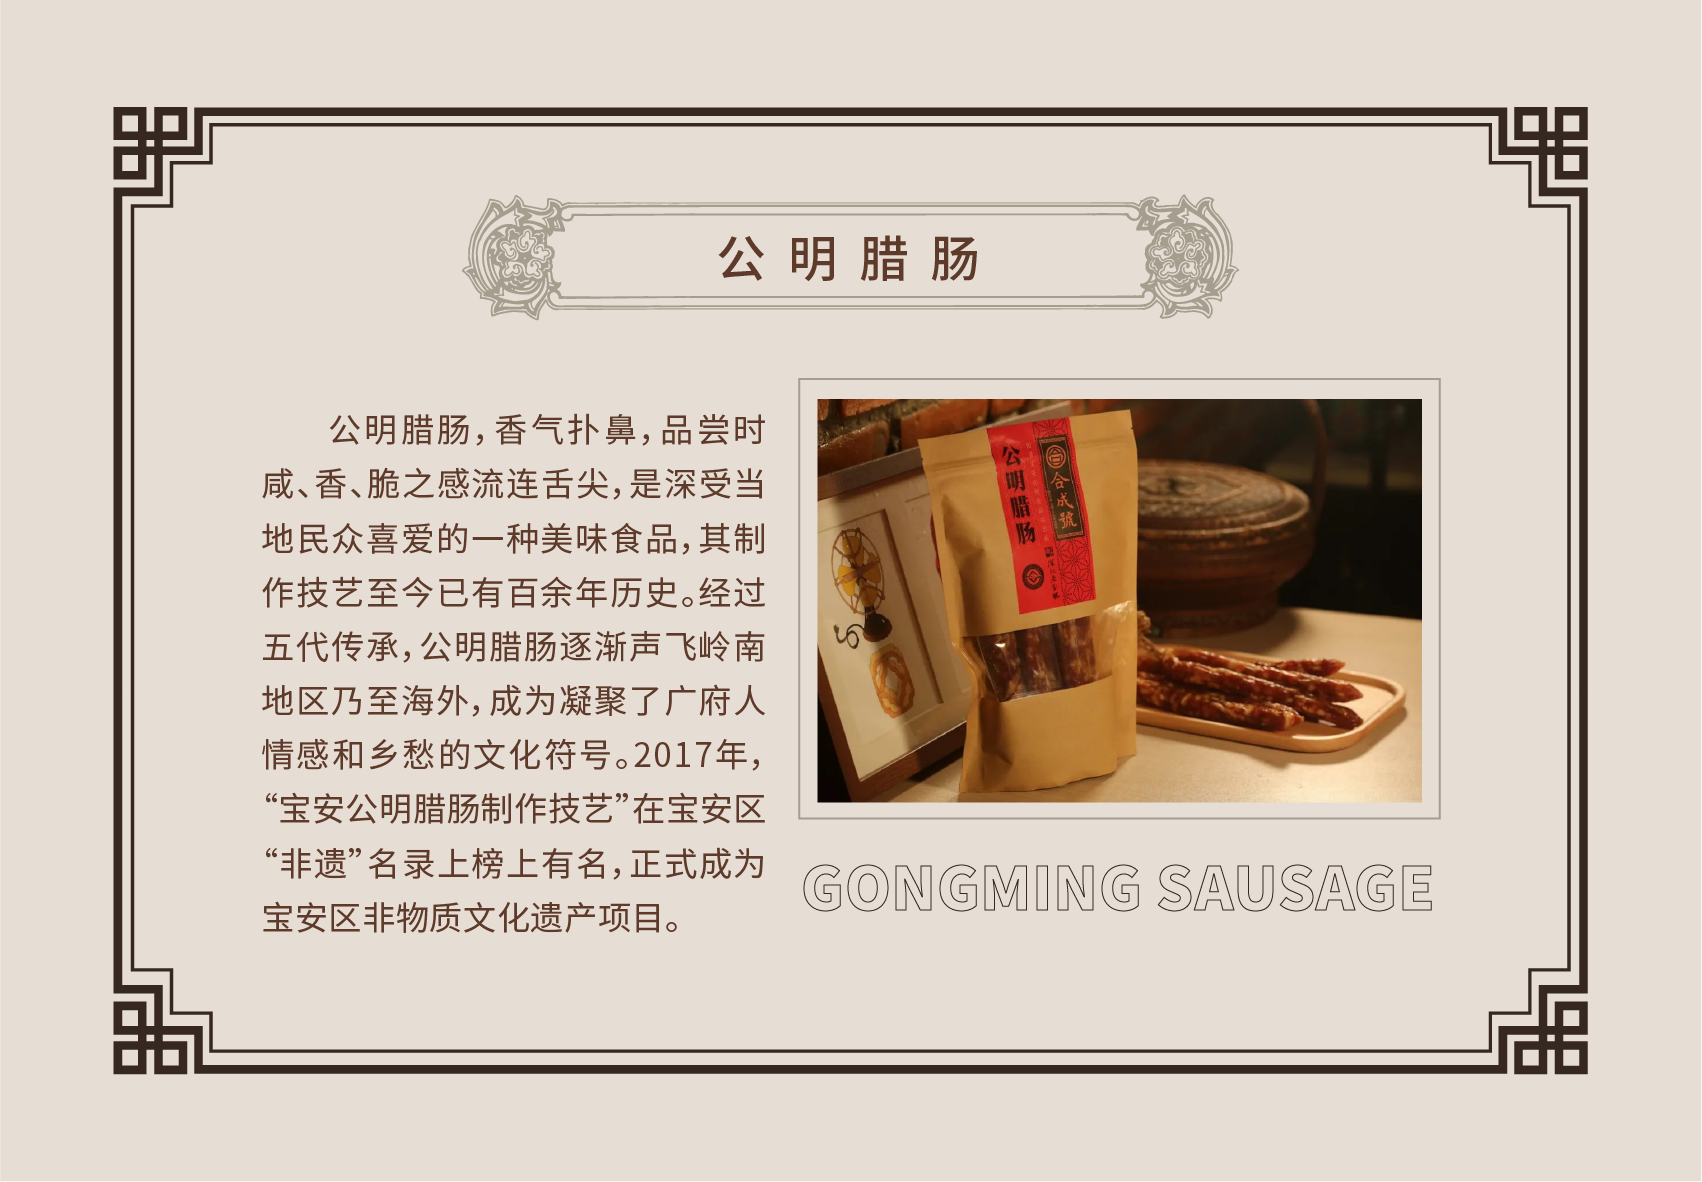 公明腊肠
公明腊肠，香气扑鼻，品尝时
咸、香、脆之感流连舌尖，是深受当
地民众喜爱的一种美味食品，其制
作技艺至今已有百余年历史。经过
五代传承，公明腊肠逐渐声飞岭南
地区乃至海外，成为凝聚了广府人
情感和乡愁的文化符号。2017年，
“宝安公明腊肠制作技艺”在宝安区
“非遗”名录上榜上有名，正式成为
宝安区非物质文化遗产项目。
公明腊肠
合成號
GONGMING SAUSAGE